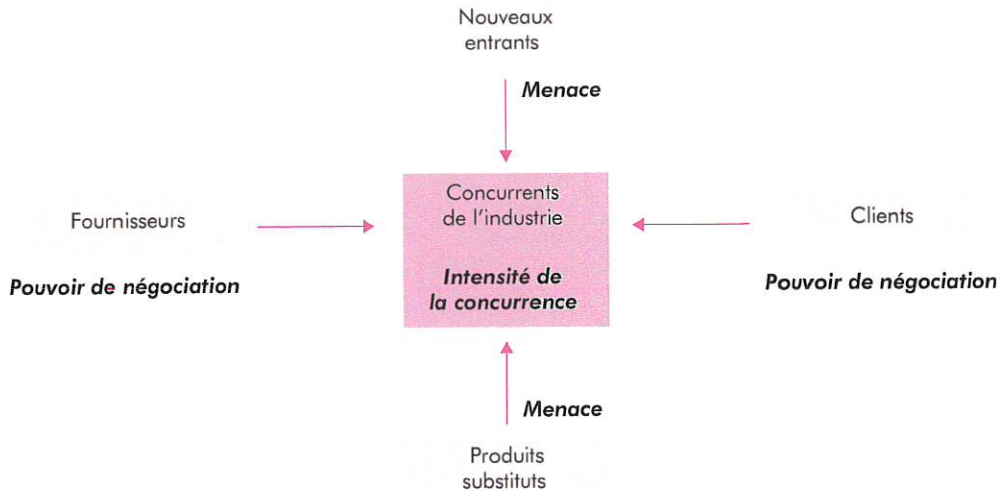 Nouveaux
entrants
Menace
Concurrents
de l'industrie
Fournisseurs
Clients
Intensité de
la concurrence
Pouvoir de négociation
Pouvoir de négociation
Menace
Produits
substituts